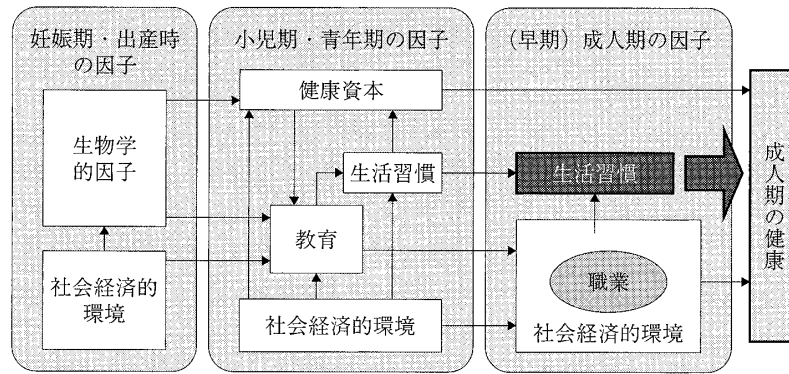 妊娠期・出産時
の因子
生物学
的因子
社会経済的
環境
小児期・青年期の因子
健康資本
生活習慣
教育
社会経済的環境
（早期）成人期の因子
生活習慣
職業
社会経済的環境
成人期の健康